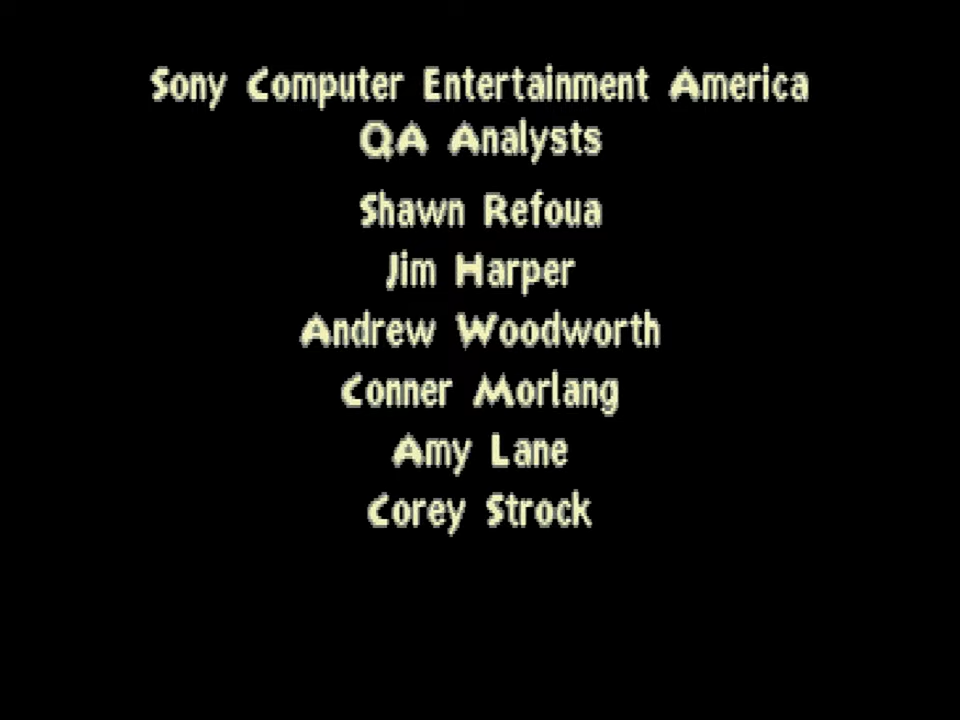 Sony Computer Entertainment America
QA Analysts
Shawn Refoua
Jim Harper
Andrew Woodworth
Conner Morlang
Amy Lane
Corey Strock